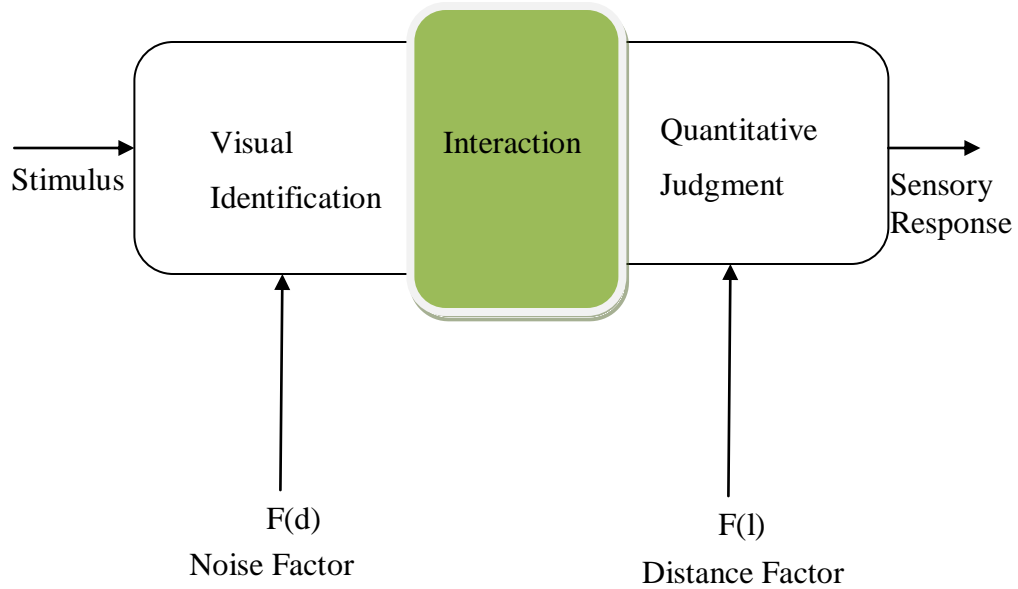 Stimulus
Visual
Identification
Interaction
Quantitative
Judgment
Sensory
Response
F(d)
Noise Factor
F(l)
Distance Factor